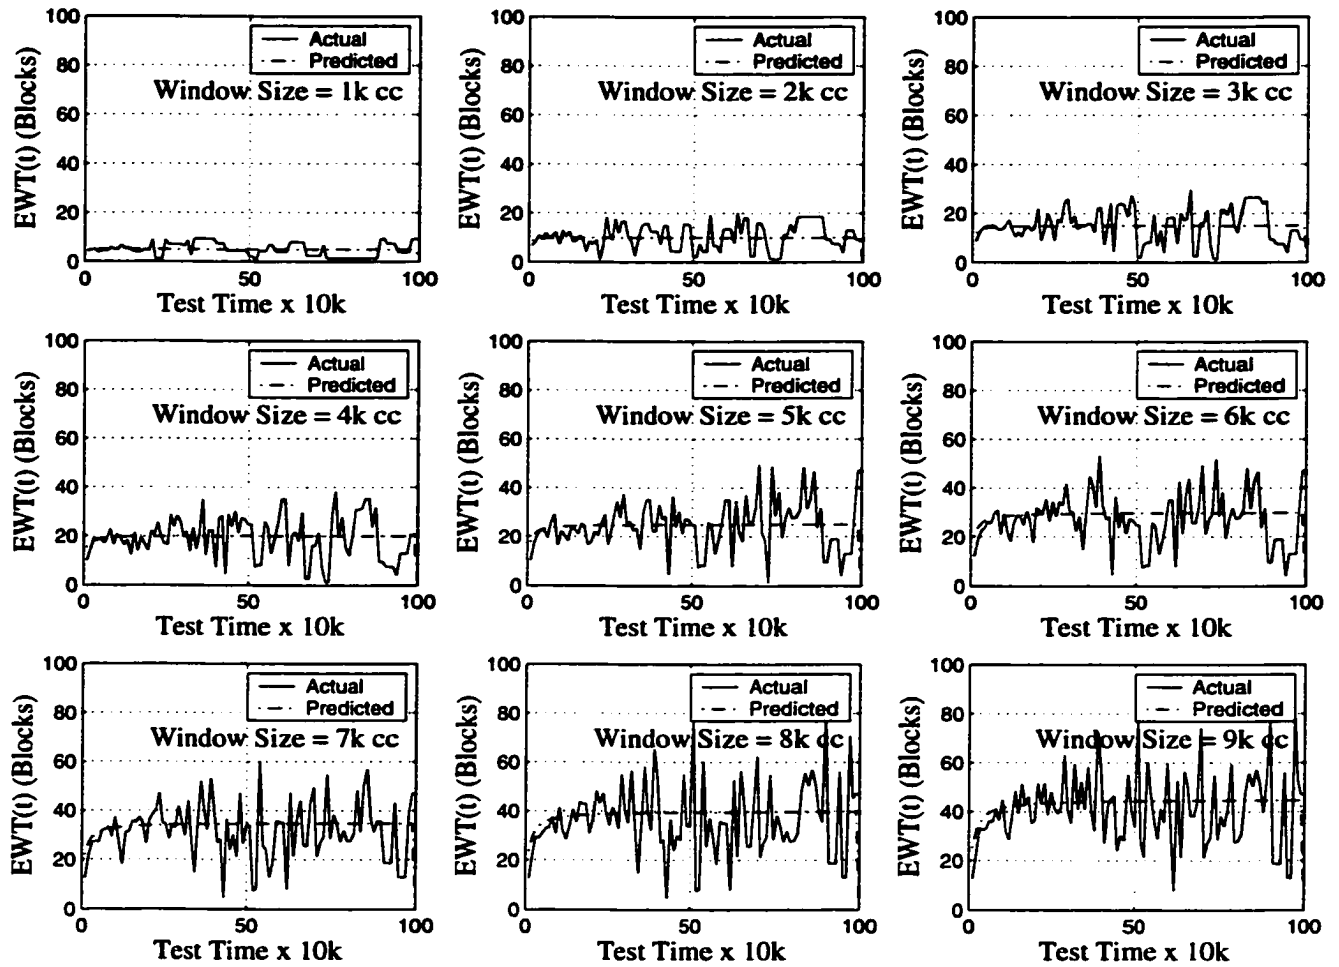 100
80
60
40
20
0
EWT(t) (Blocks)
Actual
Predicted
Window Size = 1k cc
0
50
100
Test Time x 10k
100
80
60
40
20
0
EWT(t) (Blocks)
Actual
Predicted
Window Size = 2k cc
0
50
100
Test Time x 10k
100
80
60
40
20
0
EWT(t) (Blocks)
Actual
Predicted
Window Size = 3k cc
0
50
100
Test Time x 10k
100
80
60
40
20
0
EWT(t) (Blocks)
Actual
Predicted
Window Size = 4k cc
0
50
100
Test Time x 10k
100
80
60
40
20
0
EWT(t) (Blocks)
Actual
Predicted
Window Size = 5k cc
0
50
100
Test Time x 10k
100
80
60
40
20
0
EWT(t) (Blocks)
Actual
Predicted
Window Size = 6k cc
0
50
100
Test Time x 10k
100
80
60
40
20
0
EWT(t) (Blocks)
Actual
Predicted
Window Size = 7k cc
0
50
100
Test Time x 10k
100
80
60
40
20
0
EWT(t) (Blocks)
Actual
Predicted
Window Size = 8k cc
0
50
100
Test Time x 10k
100
80
60
40
20
0
EWT(t) (Blocks)
Actual
Predicted
Window Size = 9k cc
0
50
100
Test Time x 10k